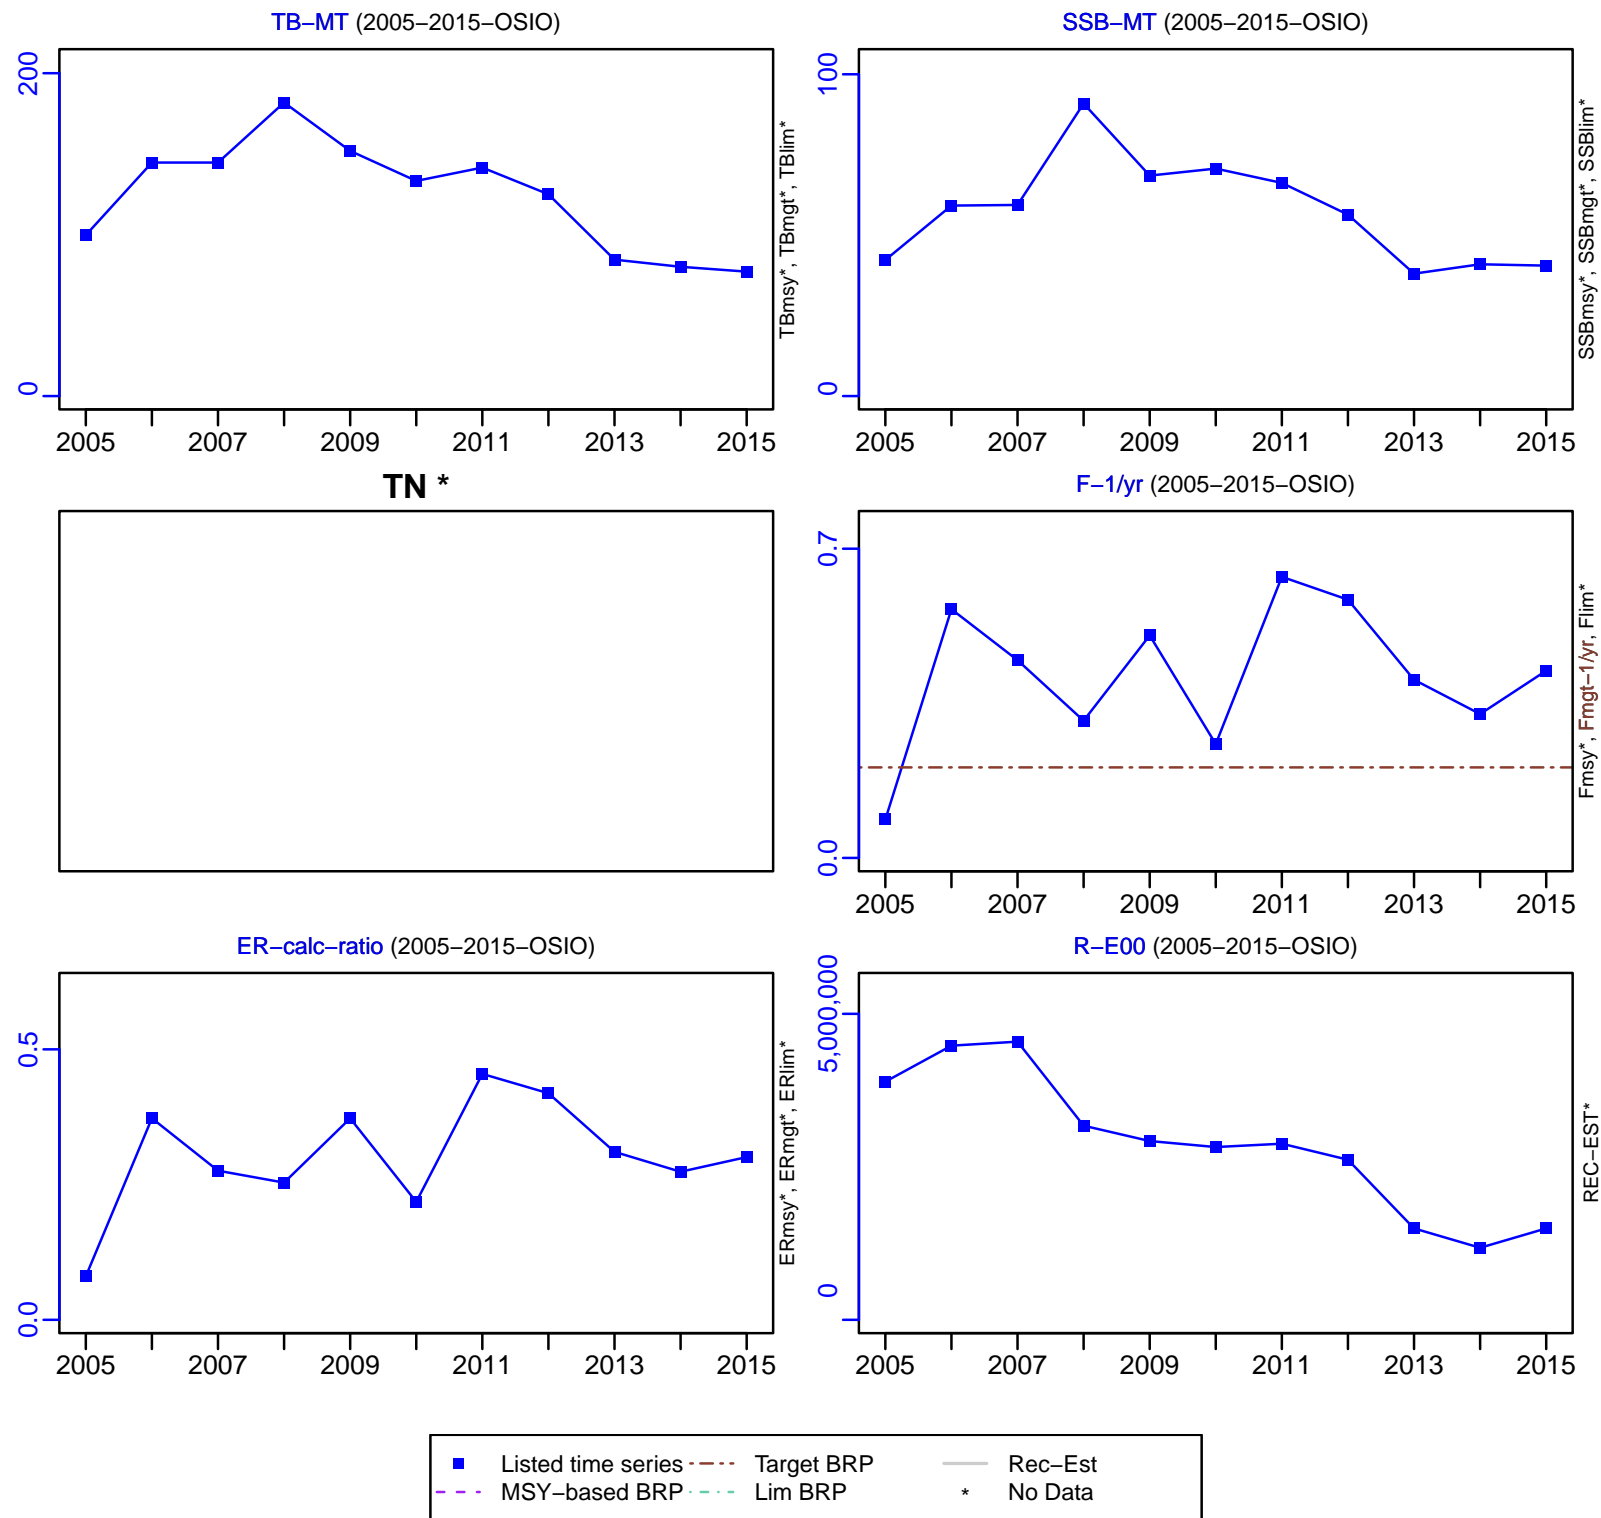 TB−MT (2005−2015−OSIO)
200
0
TBmsy*, TBmgt*, TBlim*
2005 2007 2009 2011 2013 2015
SSB−MT (2005−2015−OSIO)
100
0
SSBmsy*, SSBmgt*, SSBlim*
2005 2007 2009 2011 2013 2015
TN *
F−1/yr (2005−2015−OSIO)
0.7
0.0
Fmsy*, Fmgt−1/yr, Flim*
2005 2007 2009 2011 2013 2015
ER−calc−ratio (2005−2015−OSIO)
0.5
0.0
ERmsy*, ERmgt*, ERlim*
2005 2007 2009 2011 2013 2015
R−E00 (2005−2015−OSIO)
5,000,000
0
REC−EST*
2005 2007 2009 2011 2013 2015
Listed time series Target BRP Rec−Est
MSY−based BRP Lim BRP * No Data